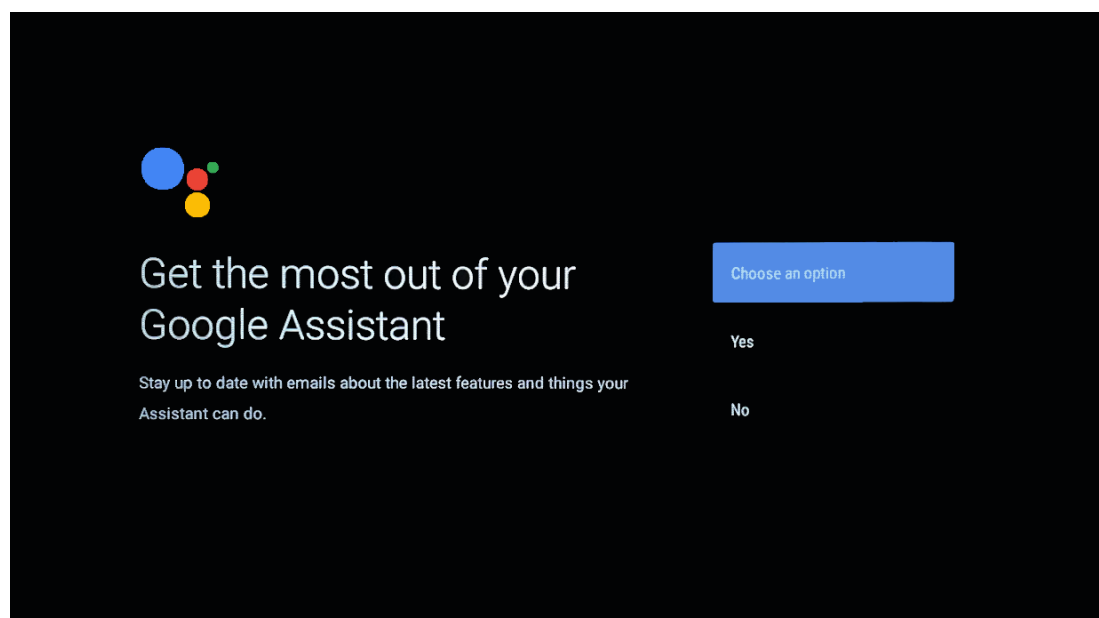 Get the most out of your
Google Assistant
Stay up to date with emails about the latest features and things your
Assistant can do.
Choose an option
Yes
No